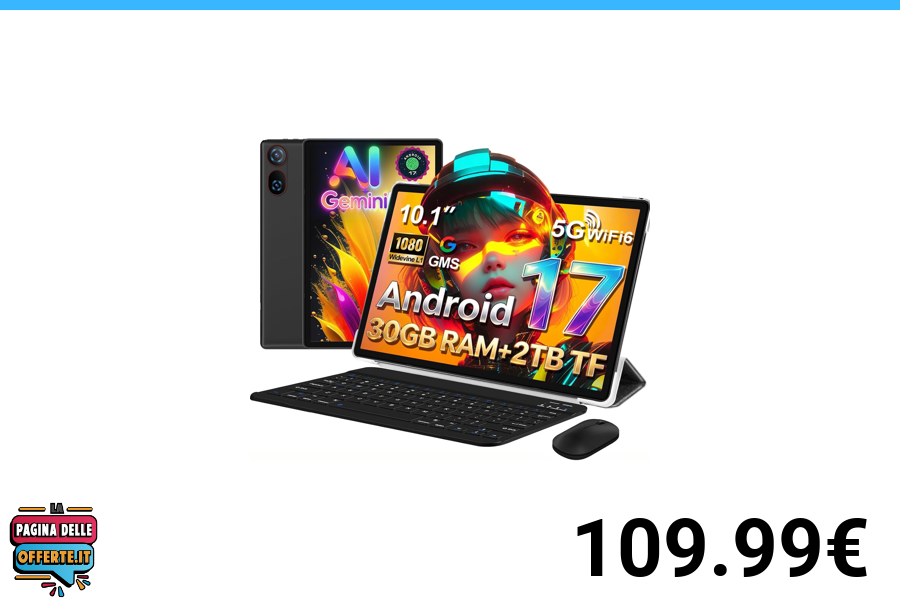 AI
Gemini
17
10.1"
5G WiFi6
1080
Widevine L1
G
GMS
Android 17
30GB RAM+2TB TF
LA
PAGINA DELLE
OFFERTE.IT
109.99€